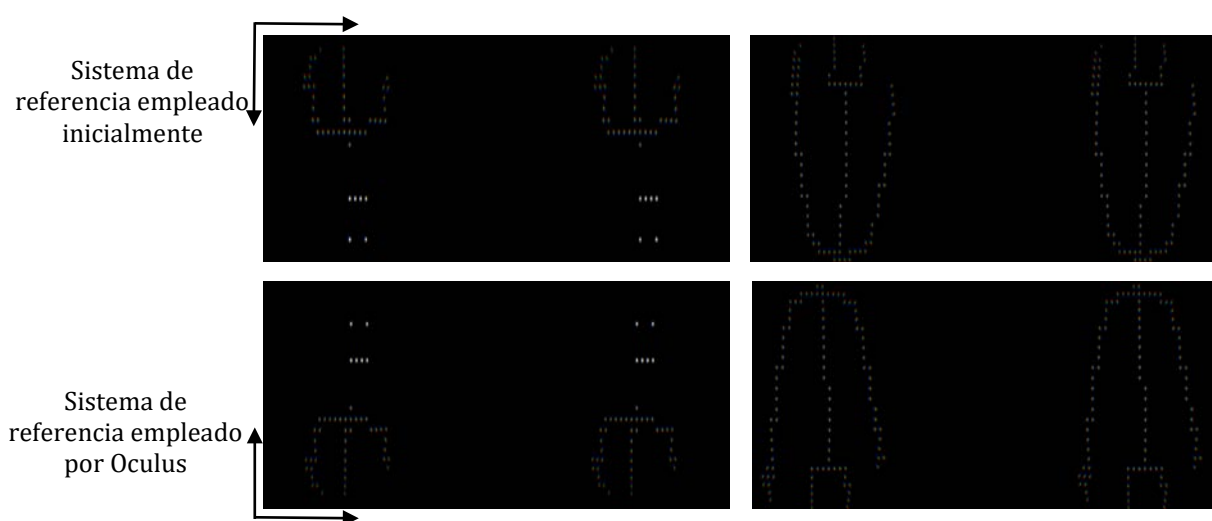 Sistema de
referencia empleado
inicialmente
Sistema de
referencia empleado
por Oculus